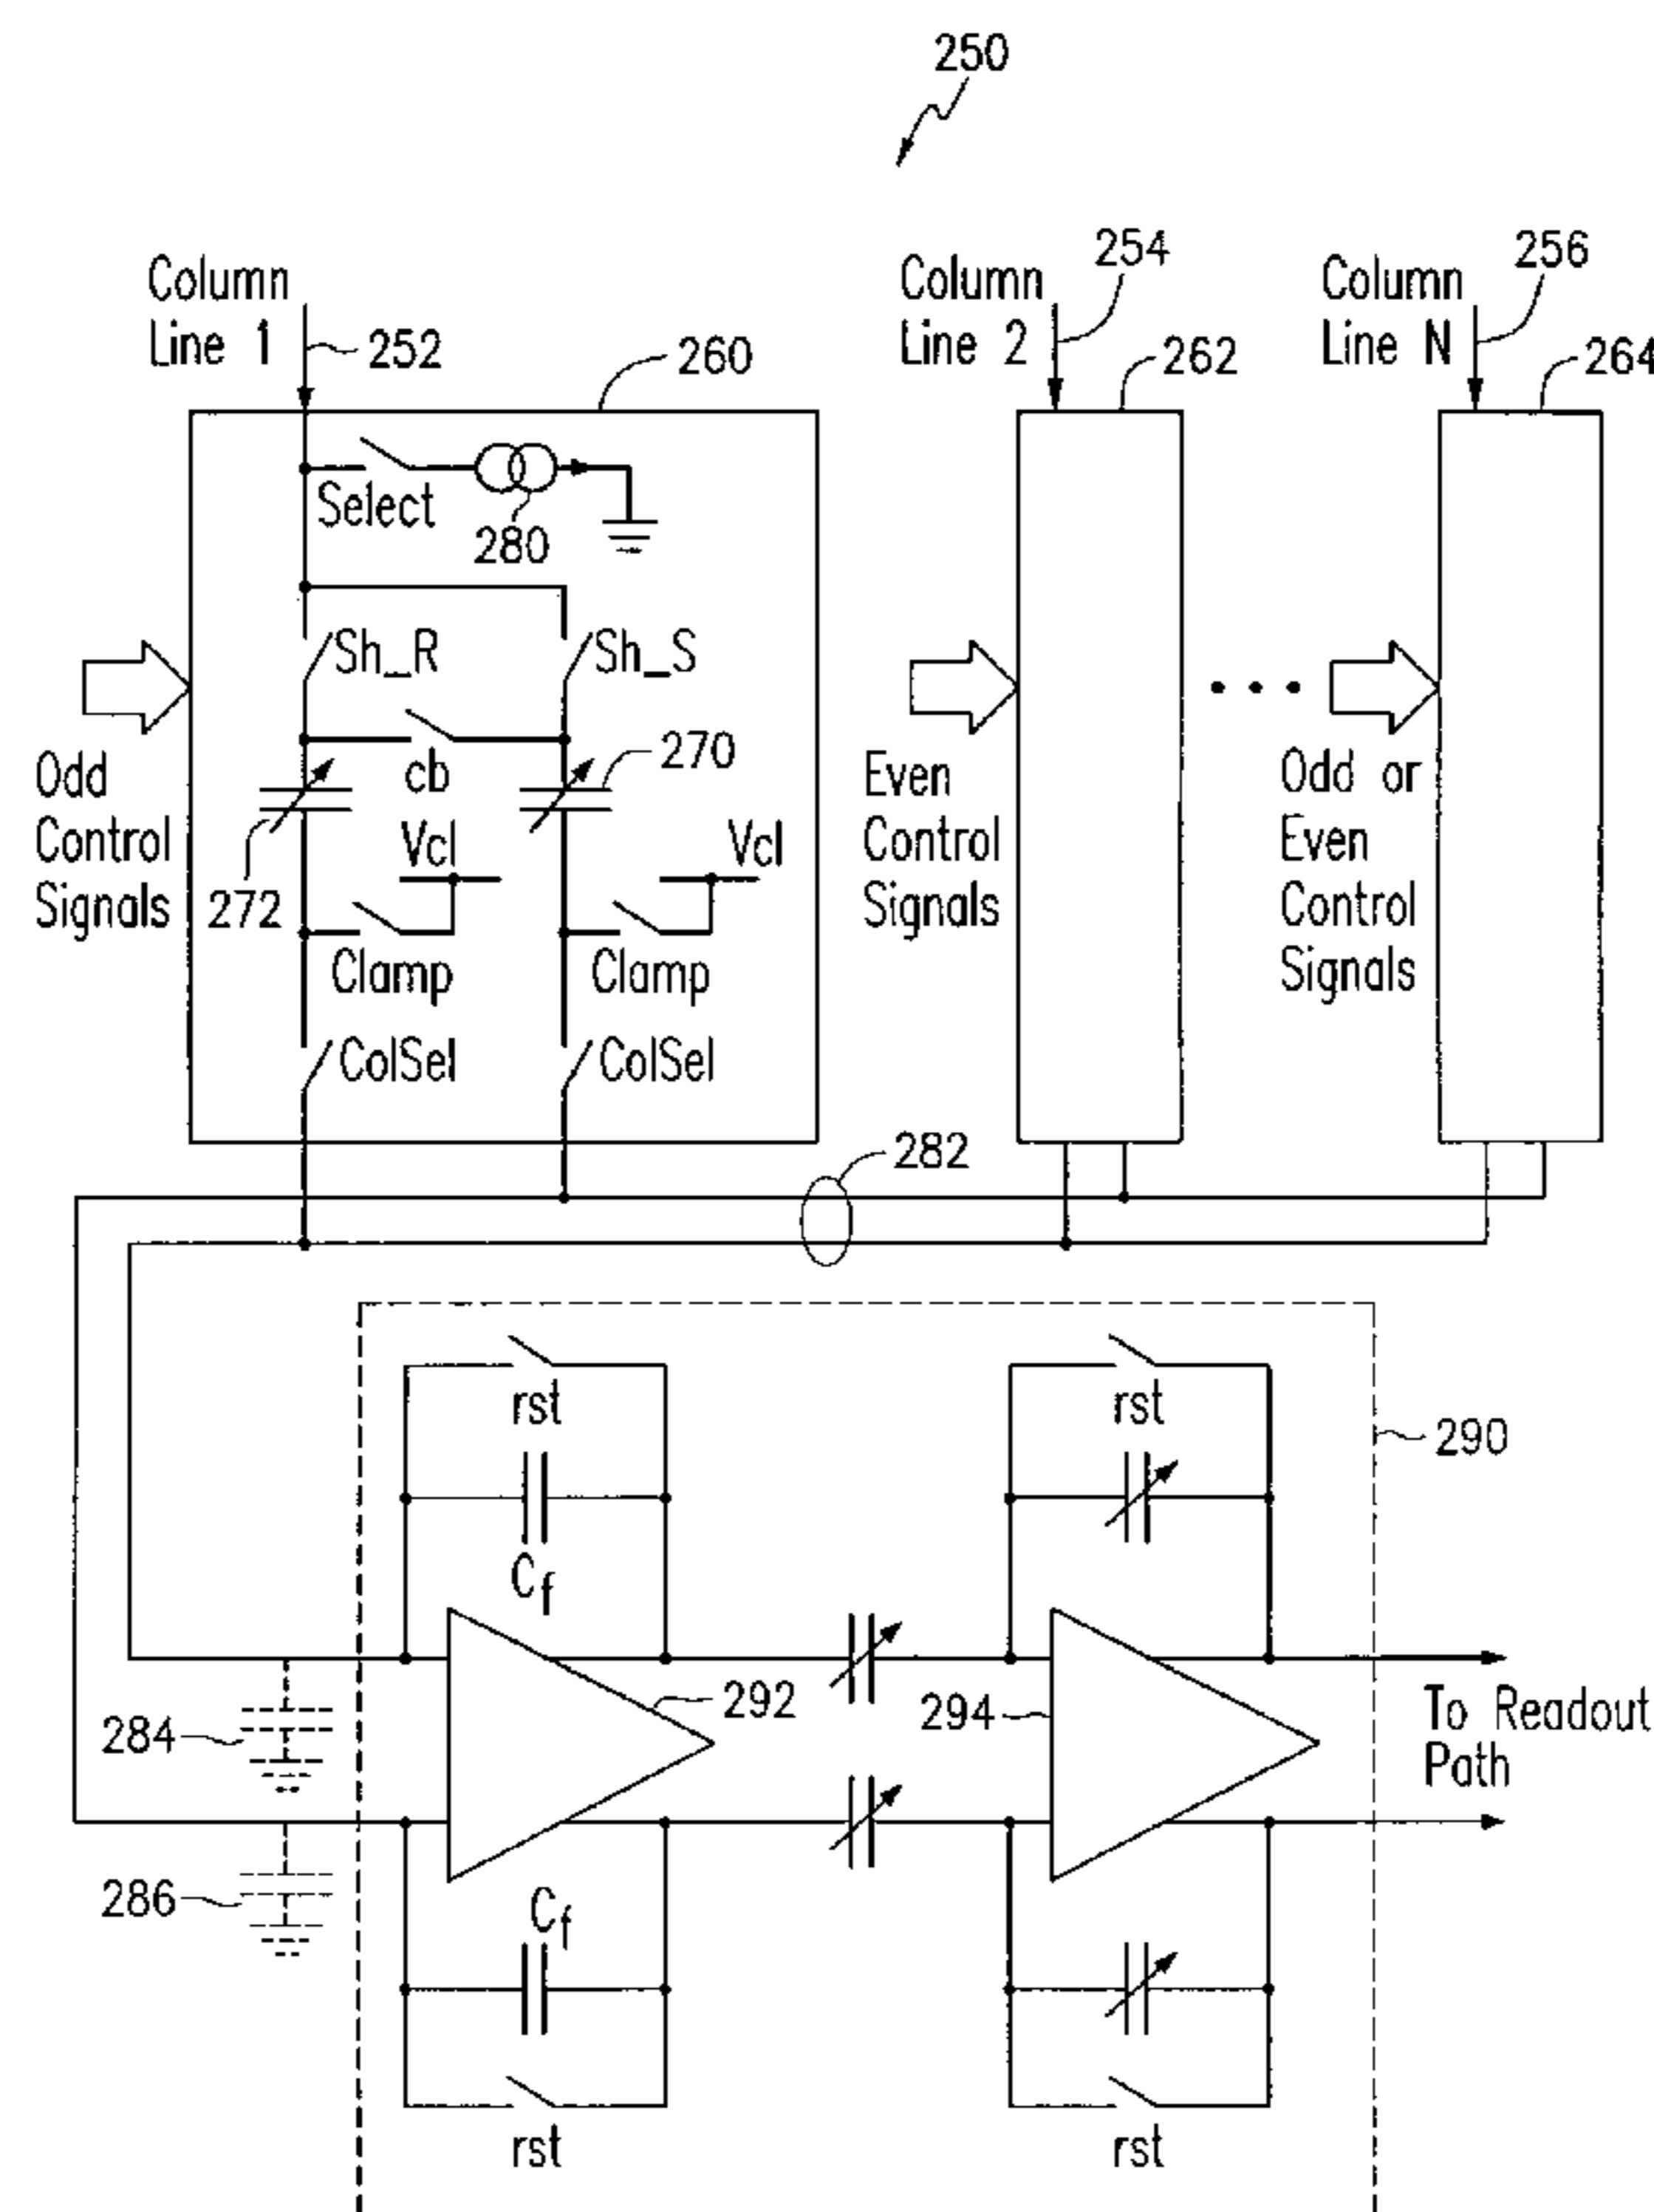 250
Column
Line 1
252
260
Column
Line 2
254
262
Column
Line N
256
264
Select
280
Sh_R
Sh_S
cb
270
272
Vcl
Vcl
Clamp
Clamp
ColSel
ColSel
Odd
Control
Signals
Even
Control
Signals
Odd or
Even
Control
Signals
282
rst
rst
290
Cf
292
294
284
To Readout
Path
286
Cf
rst
rst